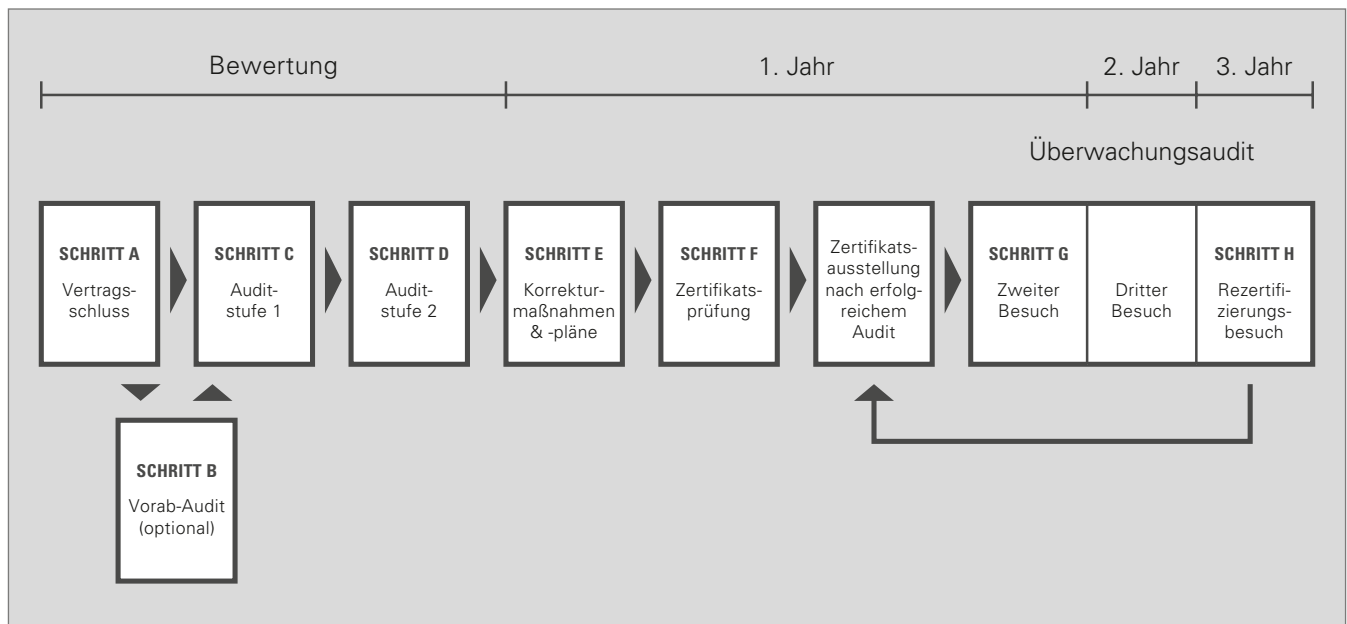 Bewertung
1. Jahr
2. Jahr
3. Jahr
Überwachungsaudit
SCHRITT A
Vertrags-
schluss
SCHRITT B
Vorab-Audit
(optional)
SCHRITT C
Audit-
stufe 1
SCHRITT D
Audit-
stufe 2
SCHRITT E
Korrektur-
maßnahmen
& -pläne
SCHRITT F
Zertifikats-
prüfung
Zertifikats-
ausstellung
nach erfolg-
reichem
Audit
SCHRITT G
Zweiter
Besuch
Dritter
Besuch
SCHRITT H
Rezertifi-
zierungs-
besuch